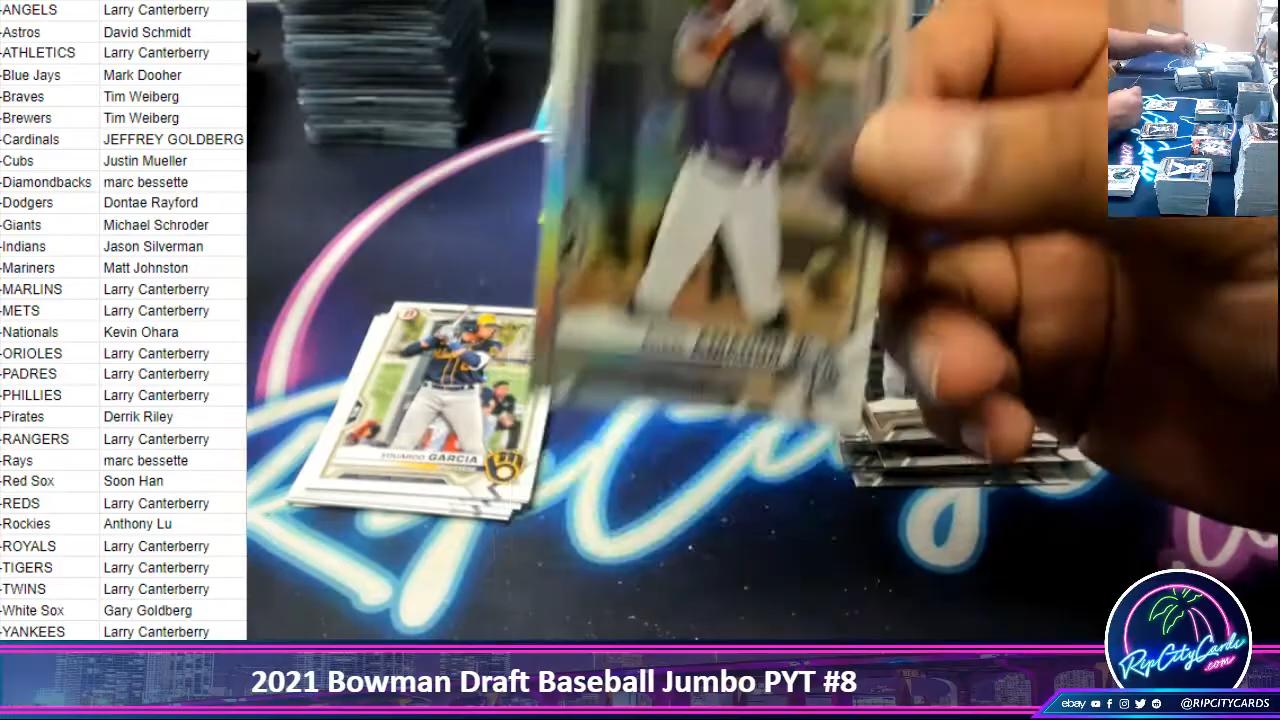 -ANGELS Larry Canterberry
-Astros David Schmidt
-ATHLETICS Larry Canterberry
-Blue Jays Mark Dooher
-Braves Tim Weiberg
-Brewers Tim Weiberg
-Cardinals JEFFREY GOLDBERG
-Cubs Justin Mueller
-Diamondbacks marc bessette
-Dodgers Dontae Rayford
-Giants Michael Schroder
-Indians Jason Silverman
-Mariners Matt Johnston
-MARLINS Larry Canterberry
-METS Larry Canterberry
-Nationals Kevin Ohara
-ORIOLES Larry Canterberry
-PADRES Larry Canterberry
-PHILLIES Larry Canterberry
-Pirates Derrik Riley
-RANGERS Larry Canterberry
-Rays marc bessette
-Red Sox Soon Han
-REDS Larry Canterberry
-Rockies Anthony Lu
-ROYALS Larry Canterberry
-TIGERS Larry Canterberry
-TWINS Larry Canterberry
-White Sox Gary Goldberg
-YANKEES Larry Canterberry
EDUARDO GARCIA
2021 Bowman Draft Baseball Jumbo PYT #8
RipCityCards
.com
ebay @RIPCITYCARDS